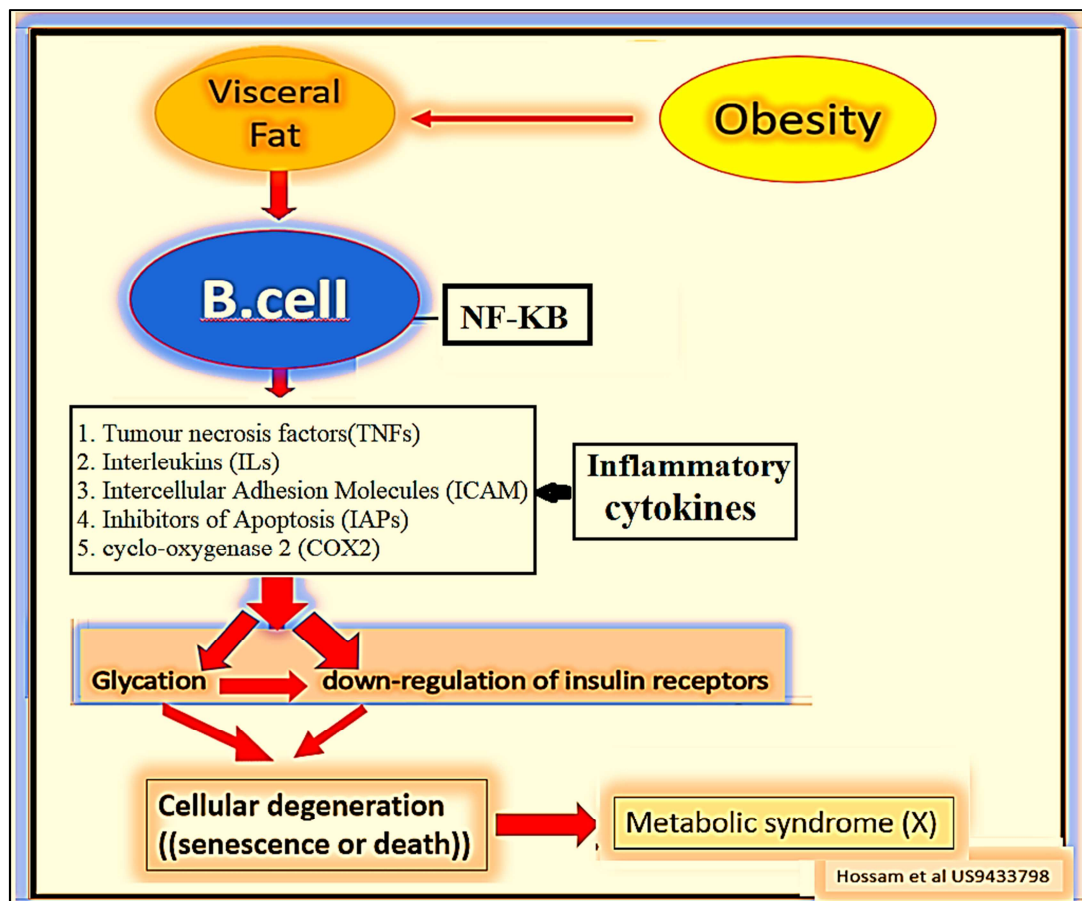 Visceral
Fat
Obesity
B.cell
NF-KB
1. Tumour necrosis factors(TNFs)
2. Interleukins (ILs)
3. Intercellular Adhesion Molecules (ICAM)
4. Inhibitors of Apoptosis (IAPs)
5. cyclo-oxygenase 2 (COX2)
Inflammatory
cytokines
Glycation
down-regulation of insulin receptors
Cellular degeneration
((senescence or death))
Metabolic syndrome (X)
Hossam et al US9433798